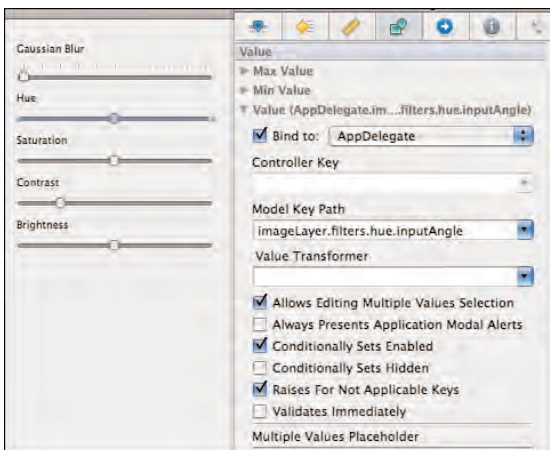 Gaussian Blur
Hue
Saturation
Contrast
Brightness
Value
Max Value
Min Value
Value (AppDelegate.im...filters.hue.inputAngle)
Bind to: AppDelegate
Controller Key
Model Key Path
imageLayer.filters.hue.inputAngle
Value Transformer
Allows Editing Multiple Values Selection
Always Presents Application Modal Alerts
Conditionally Sets Enabled
Conditionally Sets Hidden
Raises For Not Applicable Keys
Validates Immediately
Multiple Values Placeholder